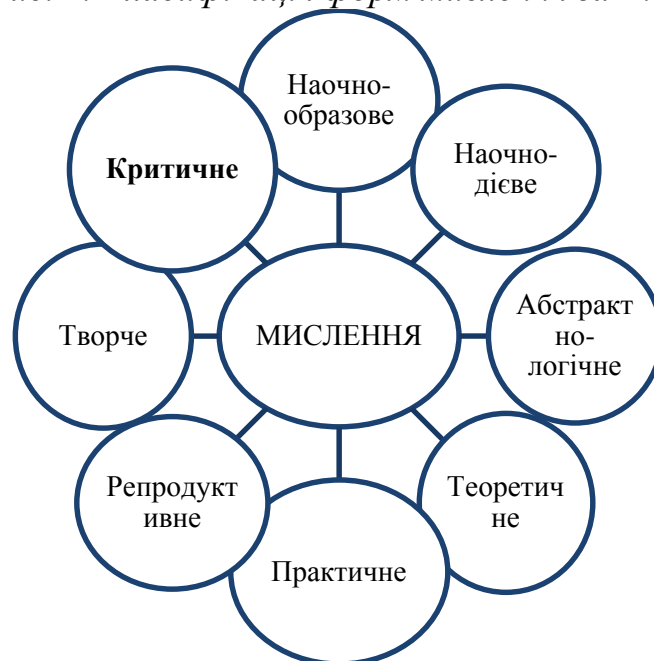 Наочно-
образове
Наочно-
дієве
Абстракт
но-
логічне
Теоретич
не
Практичне
Репродукт
ивне
Творче
Критичне
МИСЛЕННЯ